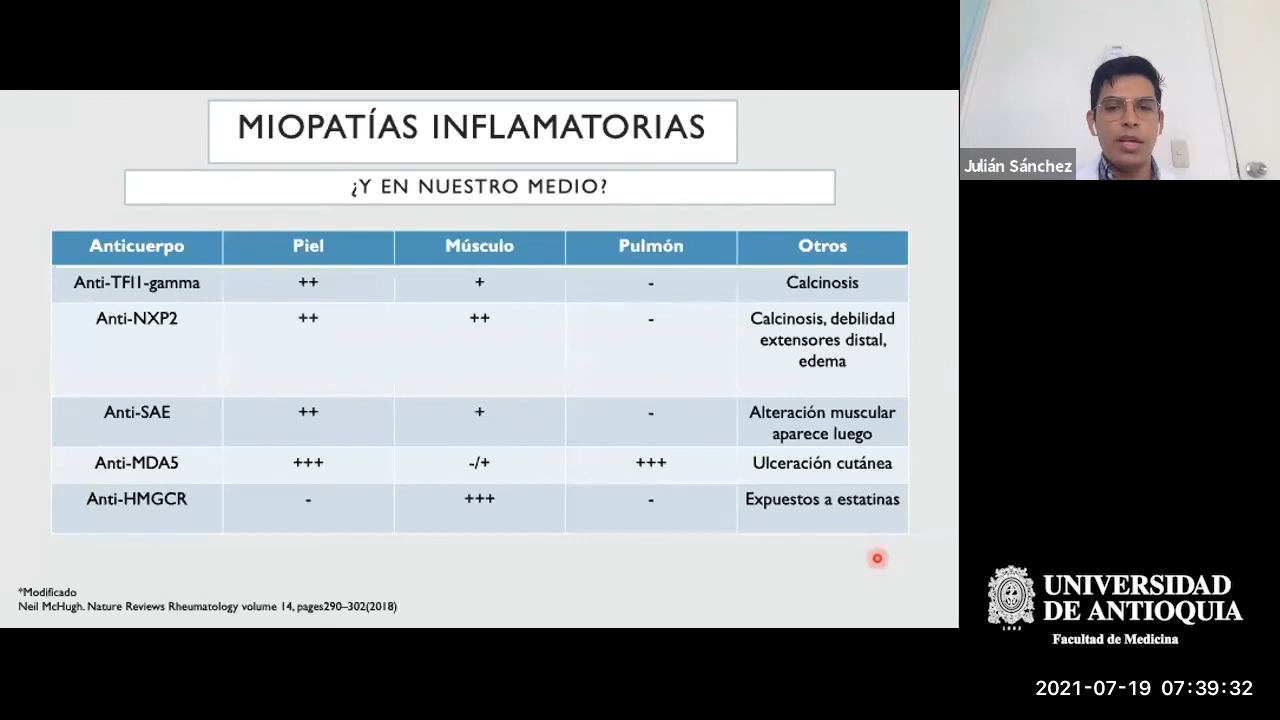 MIOPATÍAS INFLAMATORIAS
¿Y EN NUESTRO MEDIO?
Anticuerpo Piel Músculo Pulmón Otros
Anti-TFI1-gamma ++ + - Calcinosis
Anti-NXP2 ++ ++ - Calcinosis, debilidad
extensores distal,
edema
Anti-SAE ++ + - Alteración muscular
aparece luego
Anti-MDA5 +++ -/+ +++ Ulceración cutánea
Anti-HMGCR - +++ - Expuestos a estatinas
*Modificado
Neil McHugh. Nature Reviews Rheumatology volume 14, pages290–302(2018)
Julián Sánchez
UNIVERSIDAD
DE ANTIOQUIA
Facultad de Medicina
1803
2021-07-19 07:39:32